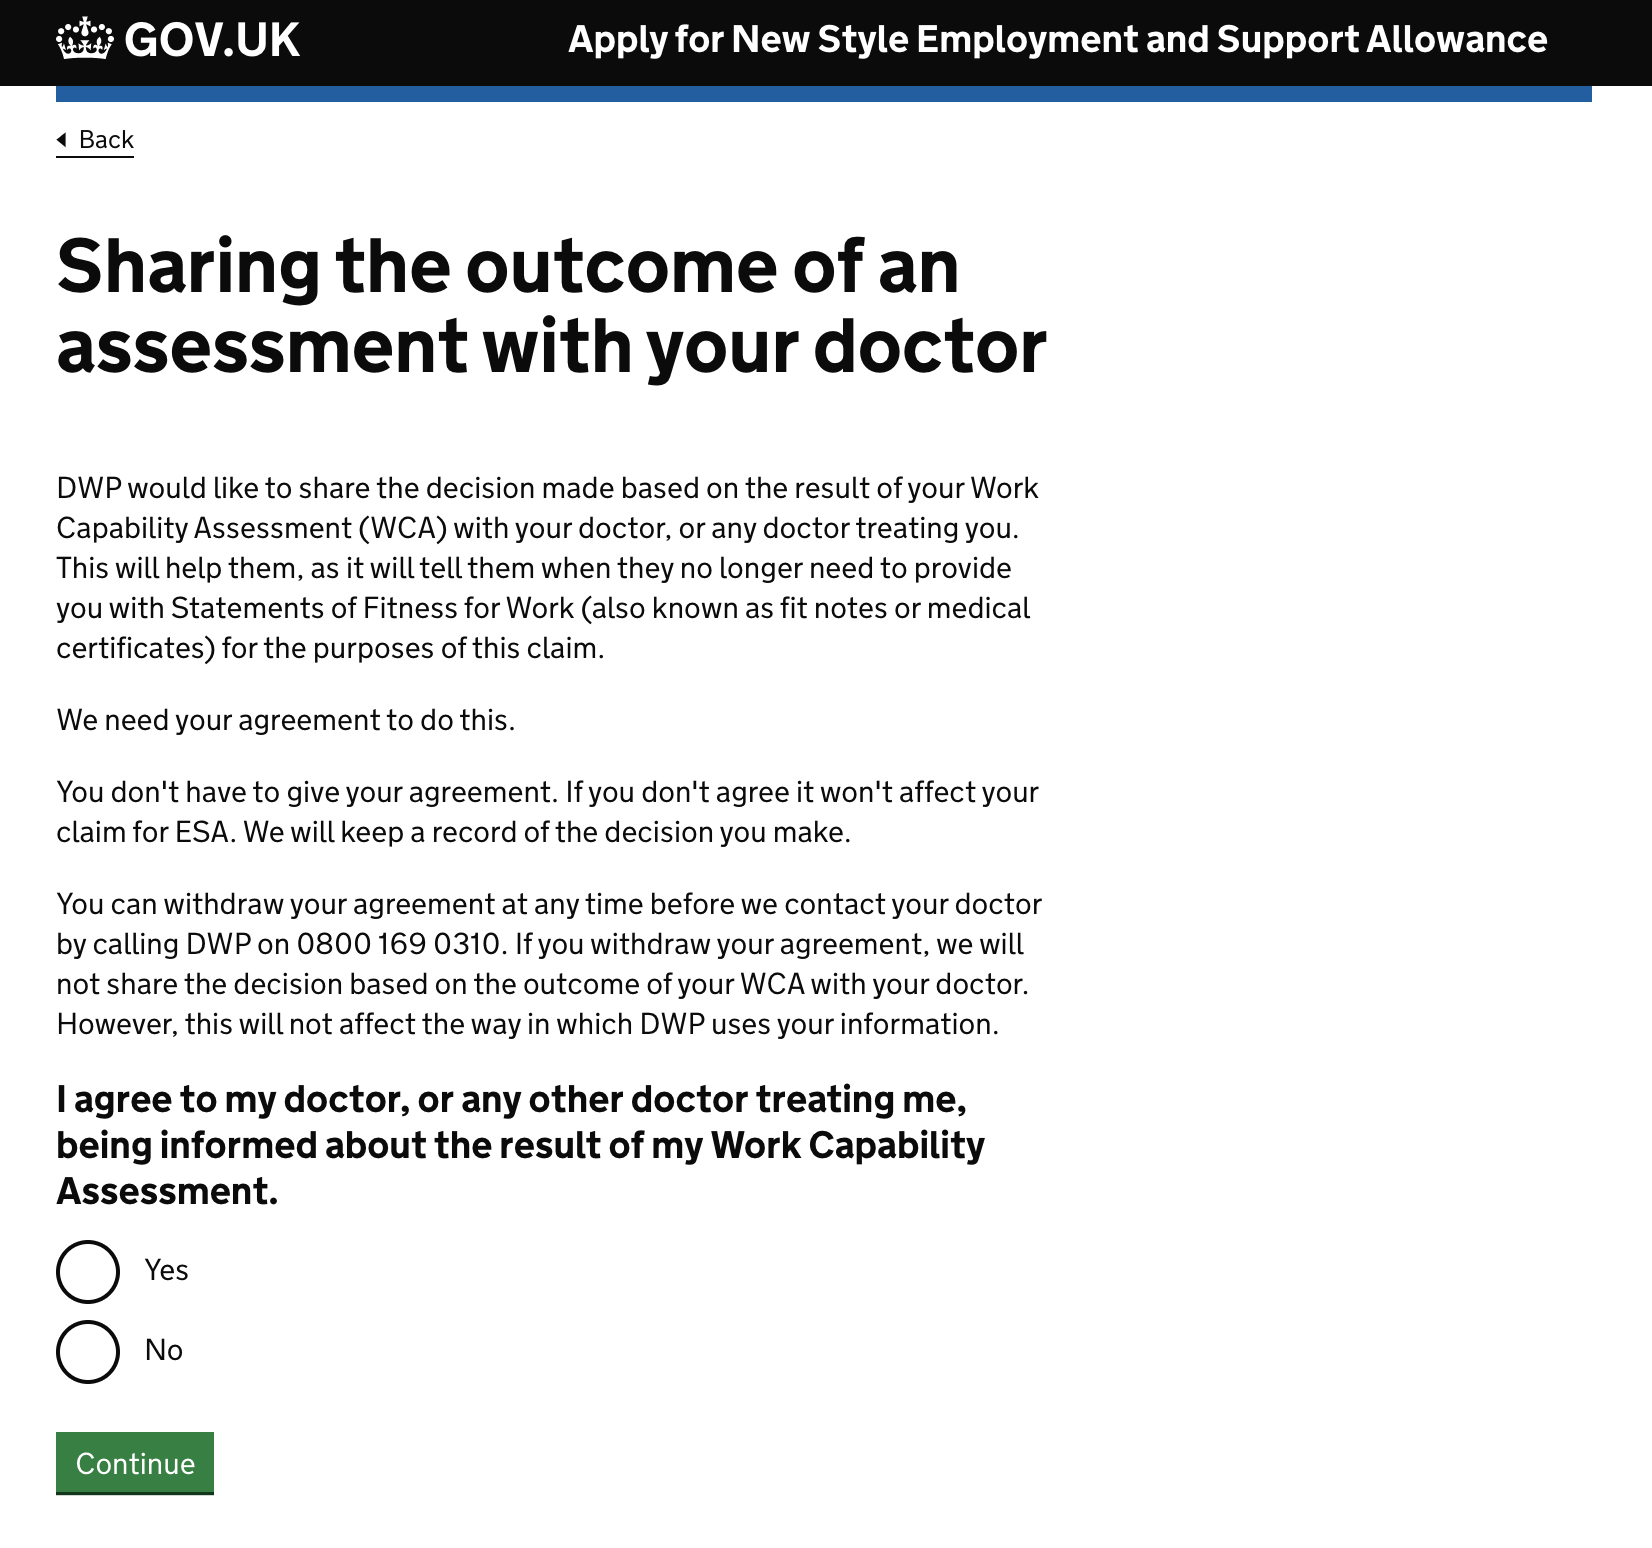 GOV.UK
Apply for New Style Employment and Support Allowance
Back
Sharing the outcome of an
assessment with your doctor
DWP would like to share the decision made based on the result of your Work
Capability Assessment (WCA) with your doctor, or any doctor treating you.
This will help them, as it will tell them when they no longer need to provide
you with Statements of Fitness for Work (also known as fit notes or medical
certificates) for the purposes of this claim.
We need your agreement to do this.
You don't have to give your agreement. If you don't agree it won't affect your
claim for ESA. We will keep a record of the decision you make.
You can withdraw your agreement at any time before we contact your doctor
by calling DWP on 0800 169 0310. If you withdraw your agreement, we will
not share the decision based on the outcome of your WCA with your doctor.
However, this will not affect the way in which DWP uses your information.
I agree to my doctor, or any other doctor treating me,
being informed about the result of my Work Capability
Assessment.
Yes
No
Continue